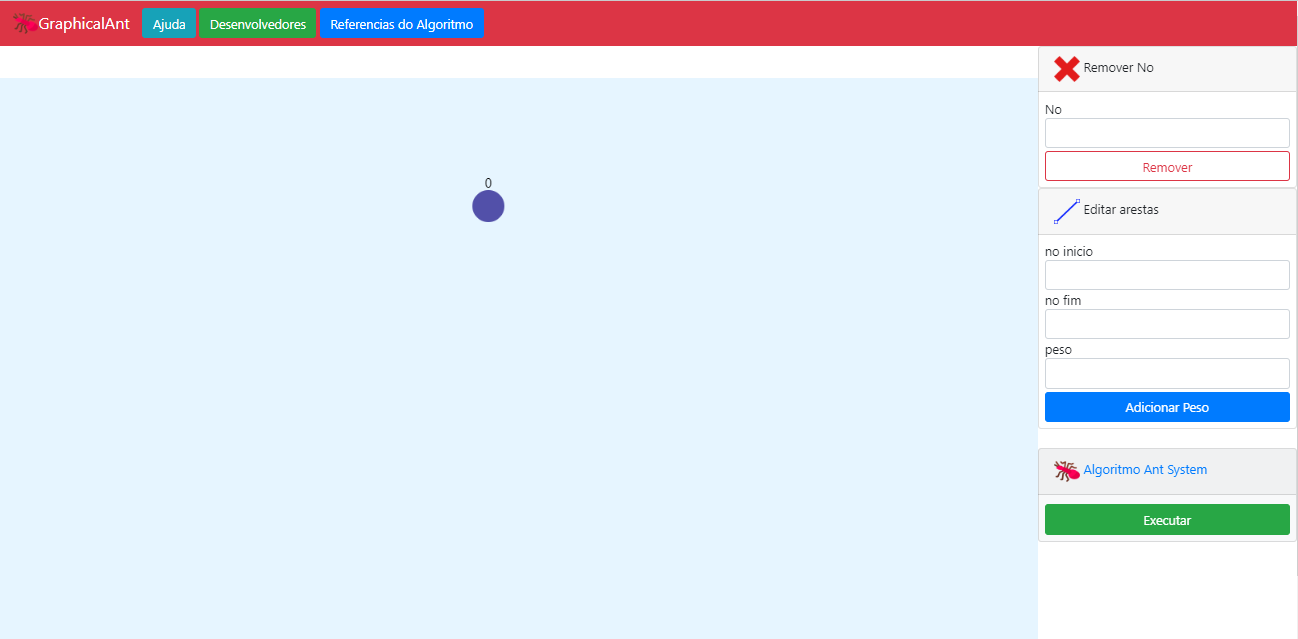 GraphicalAnt Ajuda Desenvolvedores Referencias do Algoritmo
0
Remover No
No
Remover
Editar arestas
no inicio
no fim
peso
Adicionar Peso
Algoritmo Ant System
Executar